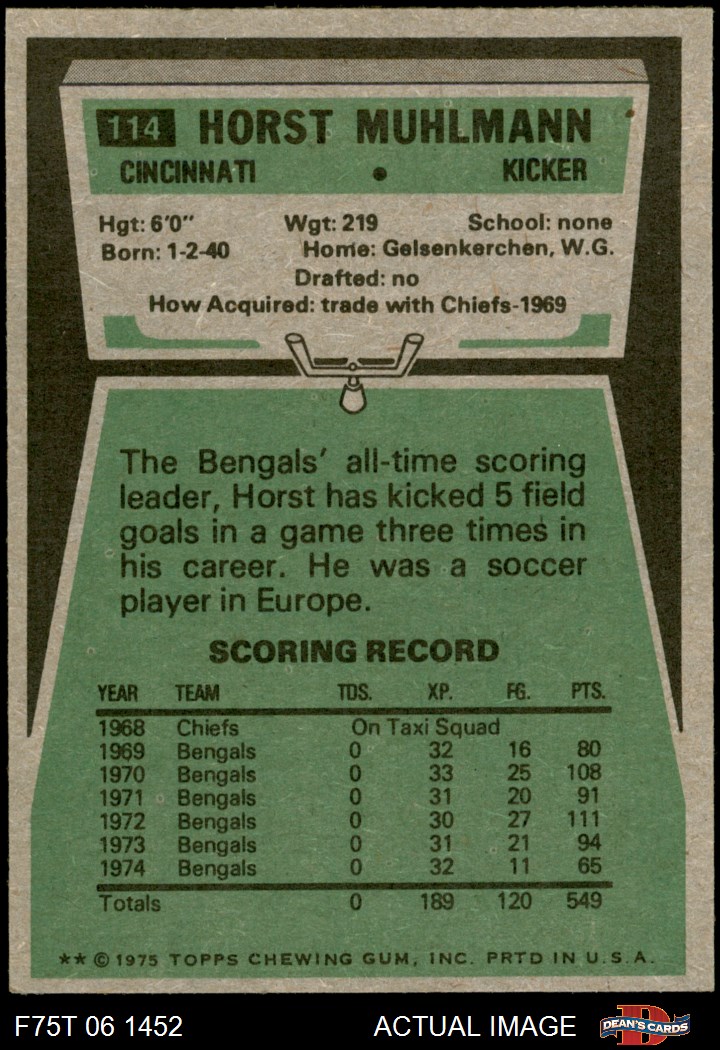 114 HORST MUHLMANN
CINCINNATI • KICKER
Hgt: 6'0" Wgt: 219 School: none
Born: 1-2-40 Home: Gelsenkerchen, W.G.
Drafted: no
How Acquired: trade with Chiefs-1969
The Bengals' all-time scoring
leader, Horst has kicked 5 field
goals in a game three times in
his career. He was a soccer
player in Europe.
SCORING RECORD
YEAR TEAM TDS. XP. FG. PTS.
1968 Chiefs On Taxi Squad
1969 Bengals 0 32 16 80
1970 Bengals 0 33 25 108
1971 Bengals 0 31 20 91
1972 Bengals 0 30 27 111
1973 Bengals 0 31 21 94
1974 Bengals 0 32 11 65
Totals 0 189 120 549
** © 1975 TOPPS CHEWING GUM, INC. PRTD IN U.S.A.
F75T 06 1452 ACTUAL IMAGE D DEAN'S CARDS